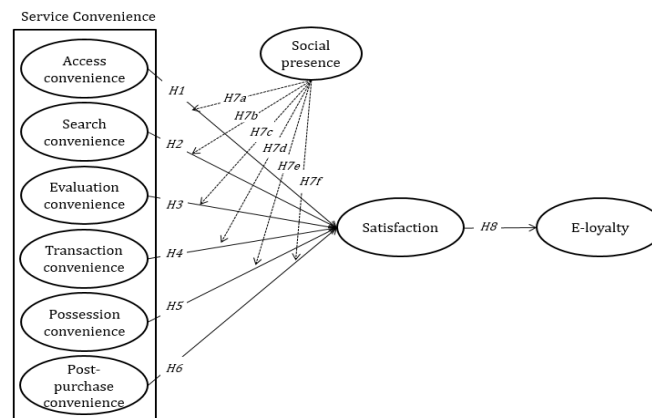 Service Convenience
Access
convenience
Search
convenience
Evaluation
convenience
Transaction
convenience
Possession
convenience
Post-
purchase
convenience
H1
H2
H3
H4
H5
H6
Social
presence
H7a
H7b
H7c
H7d
H7e
H7f
Satisfaction
H8
E-loyalty